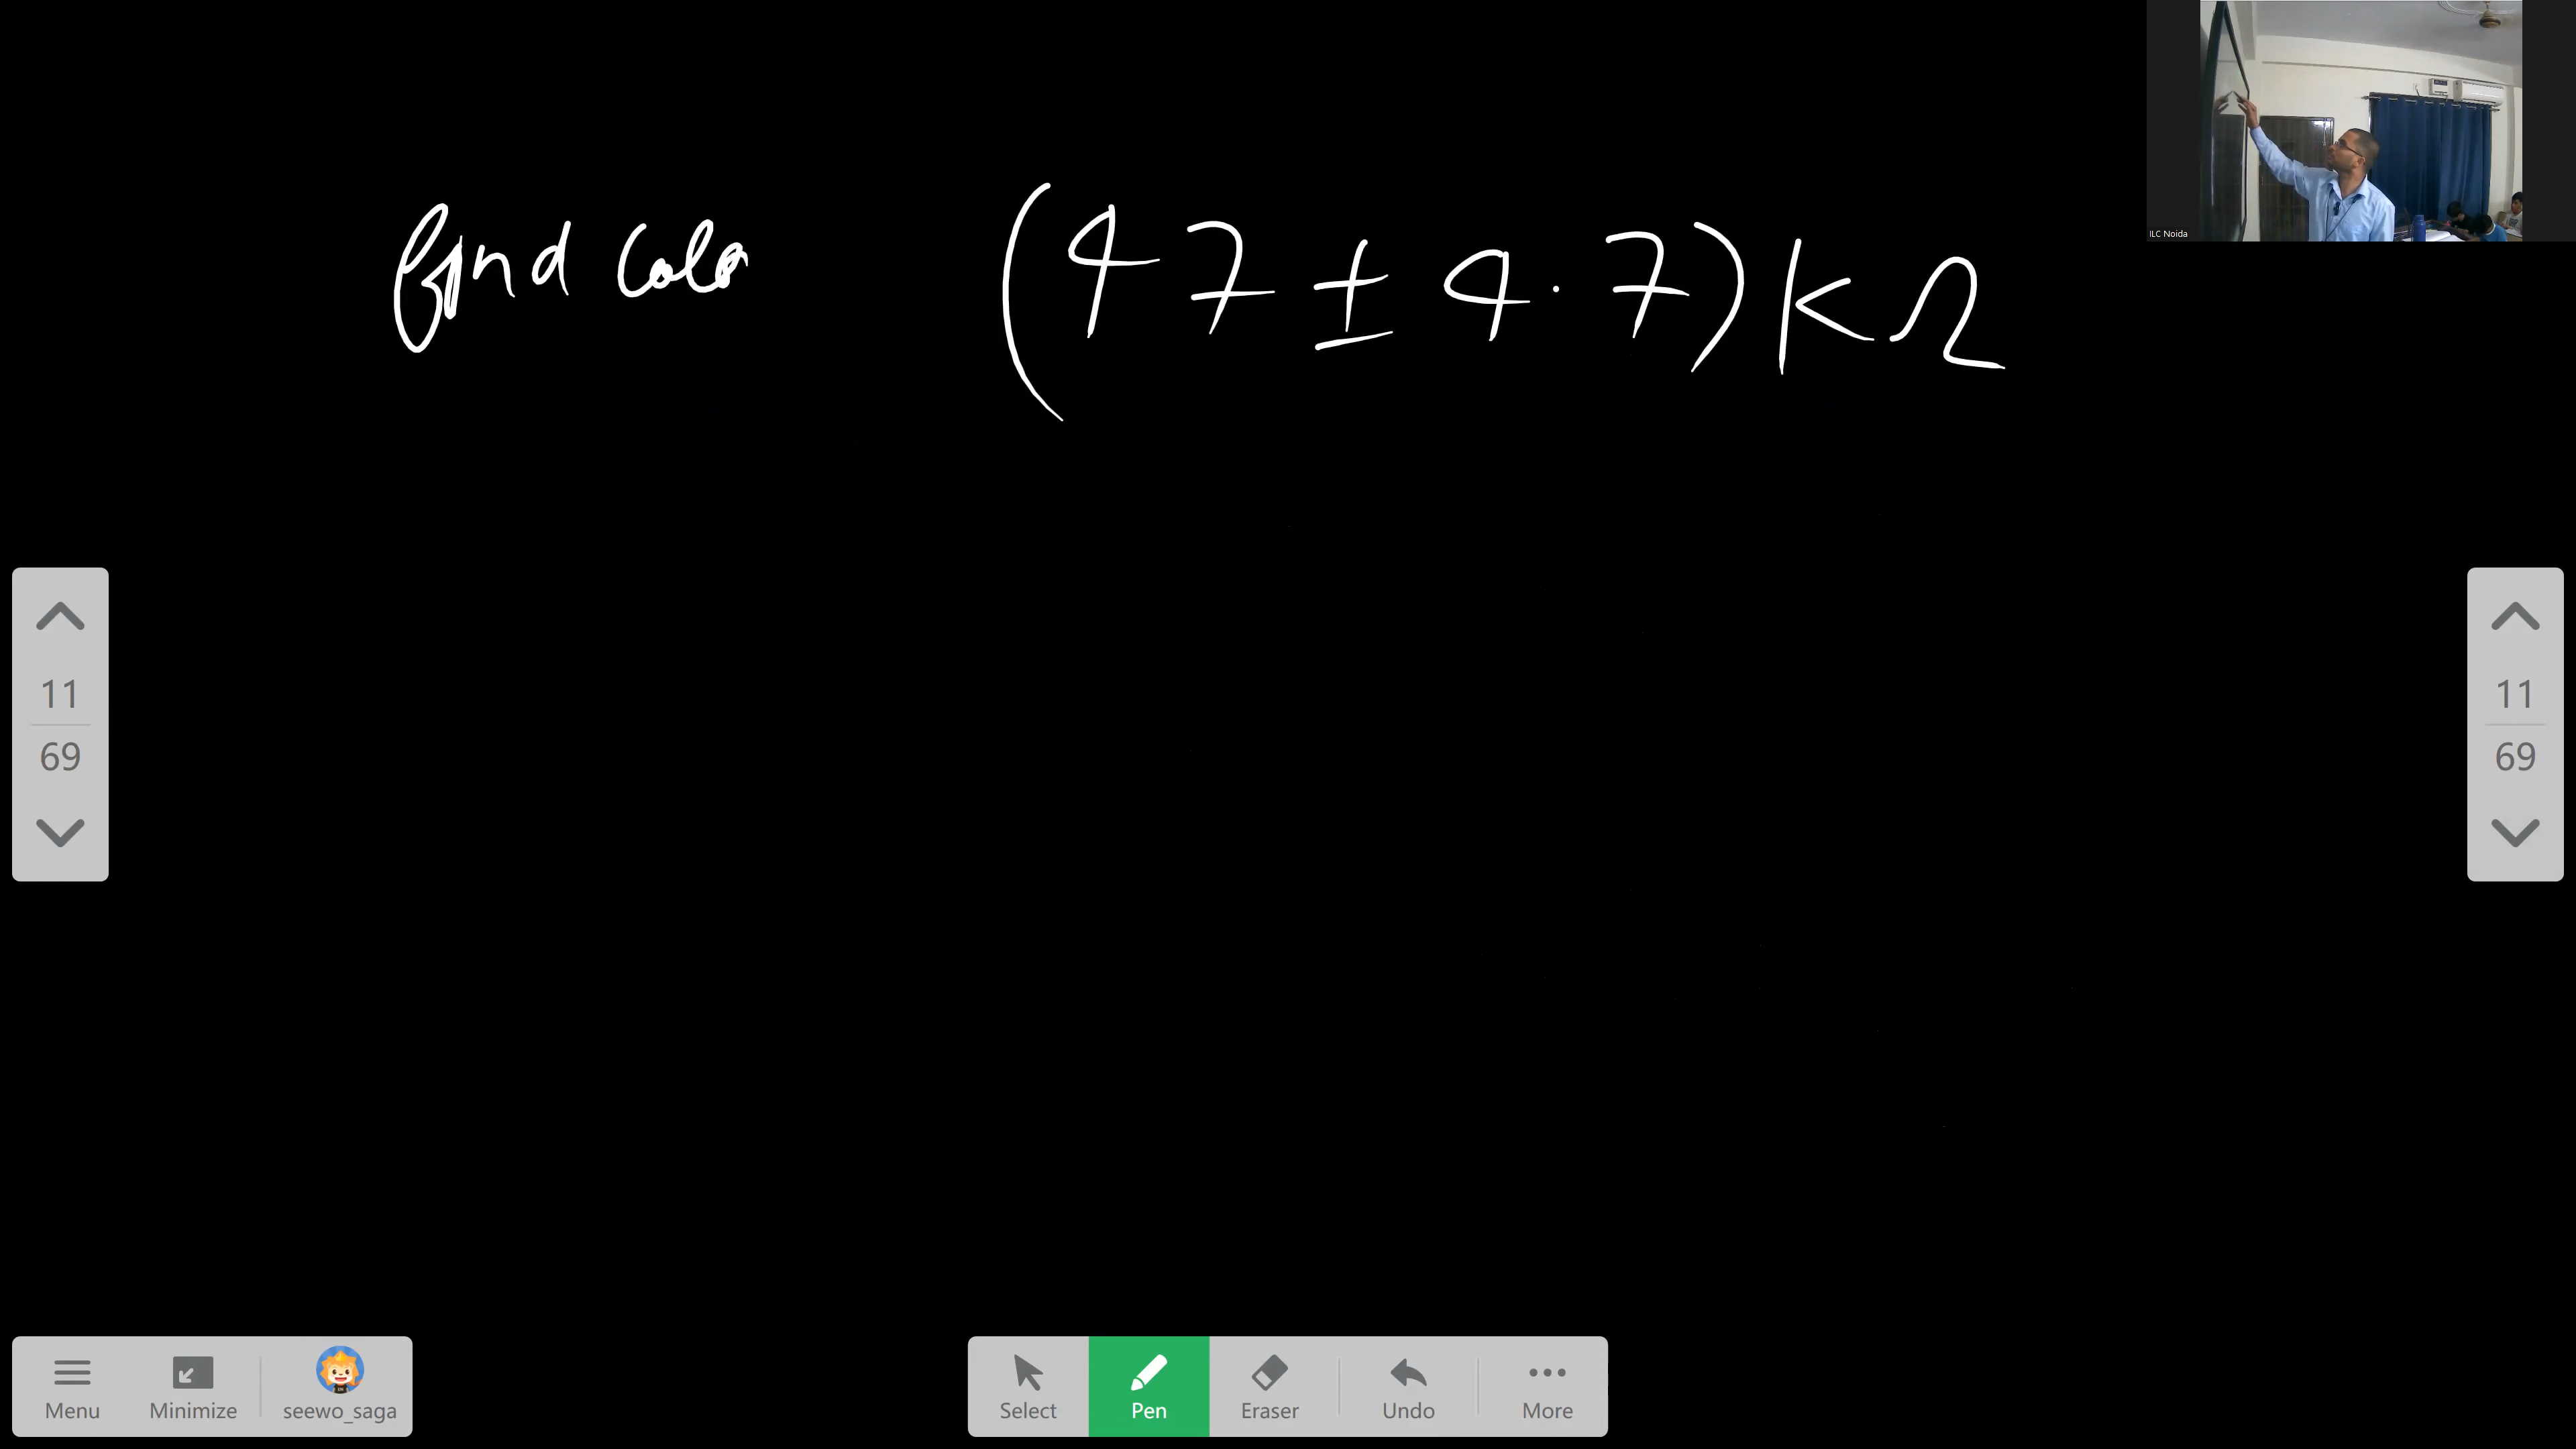 ILC Noida
find Color (47 ± 4.7) kΩ
11
69
11
69
Menu Minimize seewo_saga Select Pen Eraser Undo More